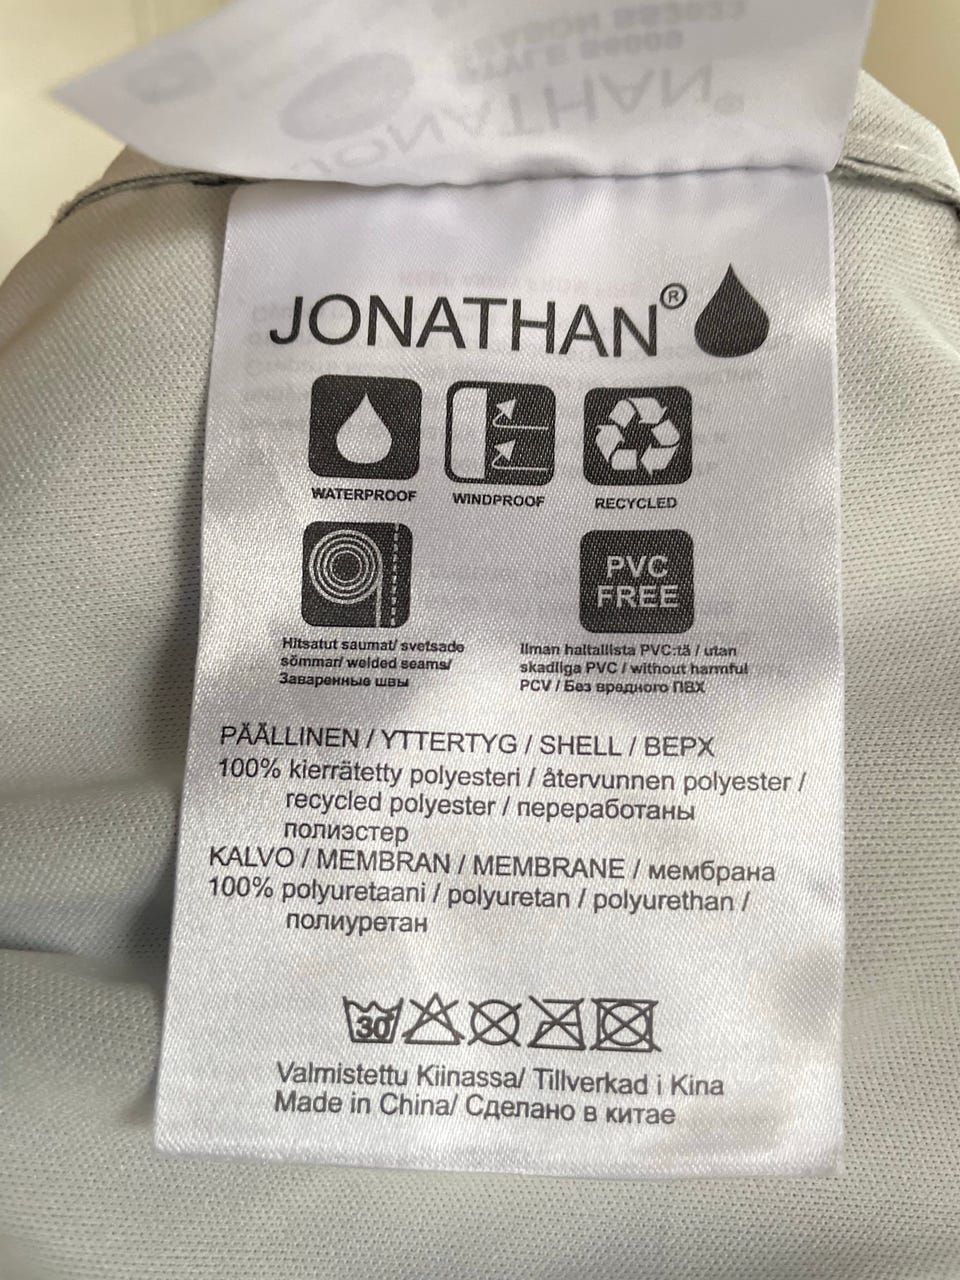 JONATHAN®
JONATHAN®
WATERPROOF
WINDPROOF
RECYCLED
PVC
FREE
Hitsatut saumat/ svetsade
sömmar/ welded seams/
Заваренные швы
Ilman haitallista PVC:tä / utan
skadliga PVC / without harmful
PCV / Без вредного ПВХ
PÄÄLLINEN / YTTERTYG / SHELL / ВЕРХ
100% kierrätetty polyesteri / återvunnen polyester /
recycled polyester / переработаны
полиэстер
KALVO / MEMBRAN / MEMBRANE / мембрана
100% polyuretaani / polyuretan / polyurethan /
полиуретан
30
Valmistettu Kiinassa/ Tillverkad i Kina
Made in China/ Сделано в китае